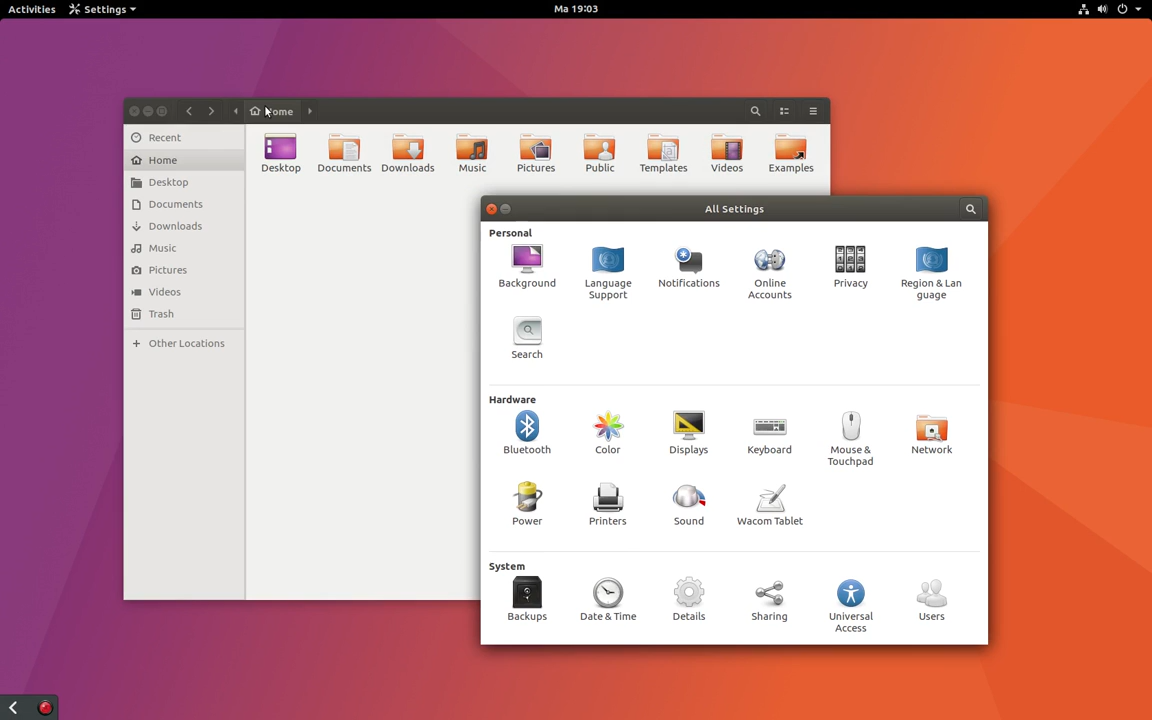 Activities Settings Ma 19:03
Home
Recent
Home
Desktop
Documents
Downloads
Music
Pictures
Videos
Trash
Other Locations
Desktop Documents Downloads Music Pictures Public Templates Videos Examples
All Settings
Personal
Background Language Support Notifications Online Accounts Privacy Region & Lan guage
Search
Hardware
Bluetooth Color Displays Keyboard Mouse & Touchpad Network
Power Printers Sound Wacom Tablet
System
Backups Date & Time Details Sharing Universal Access Users